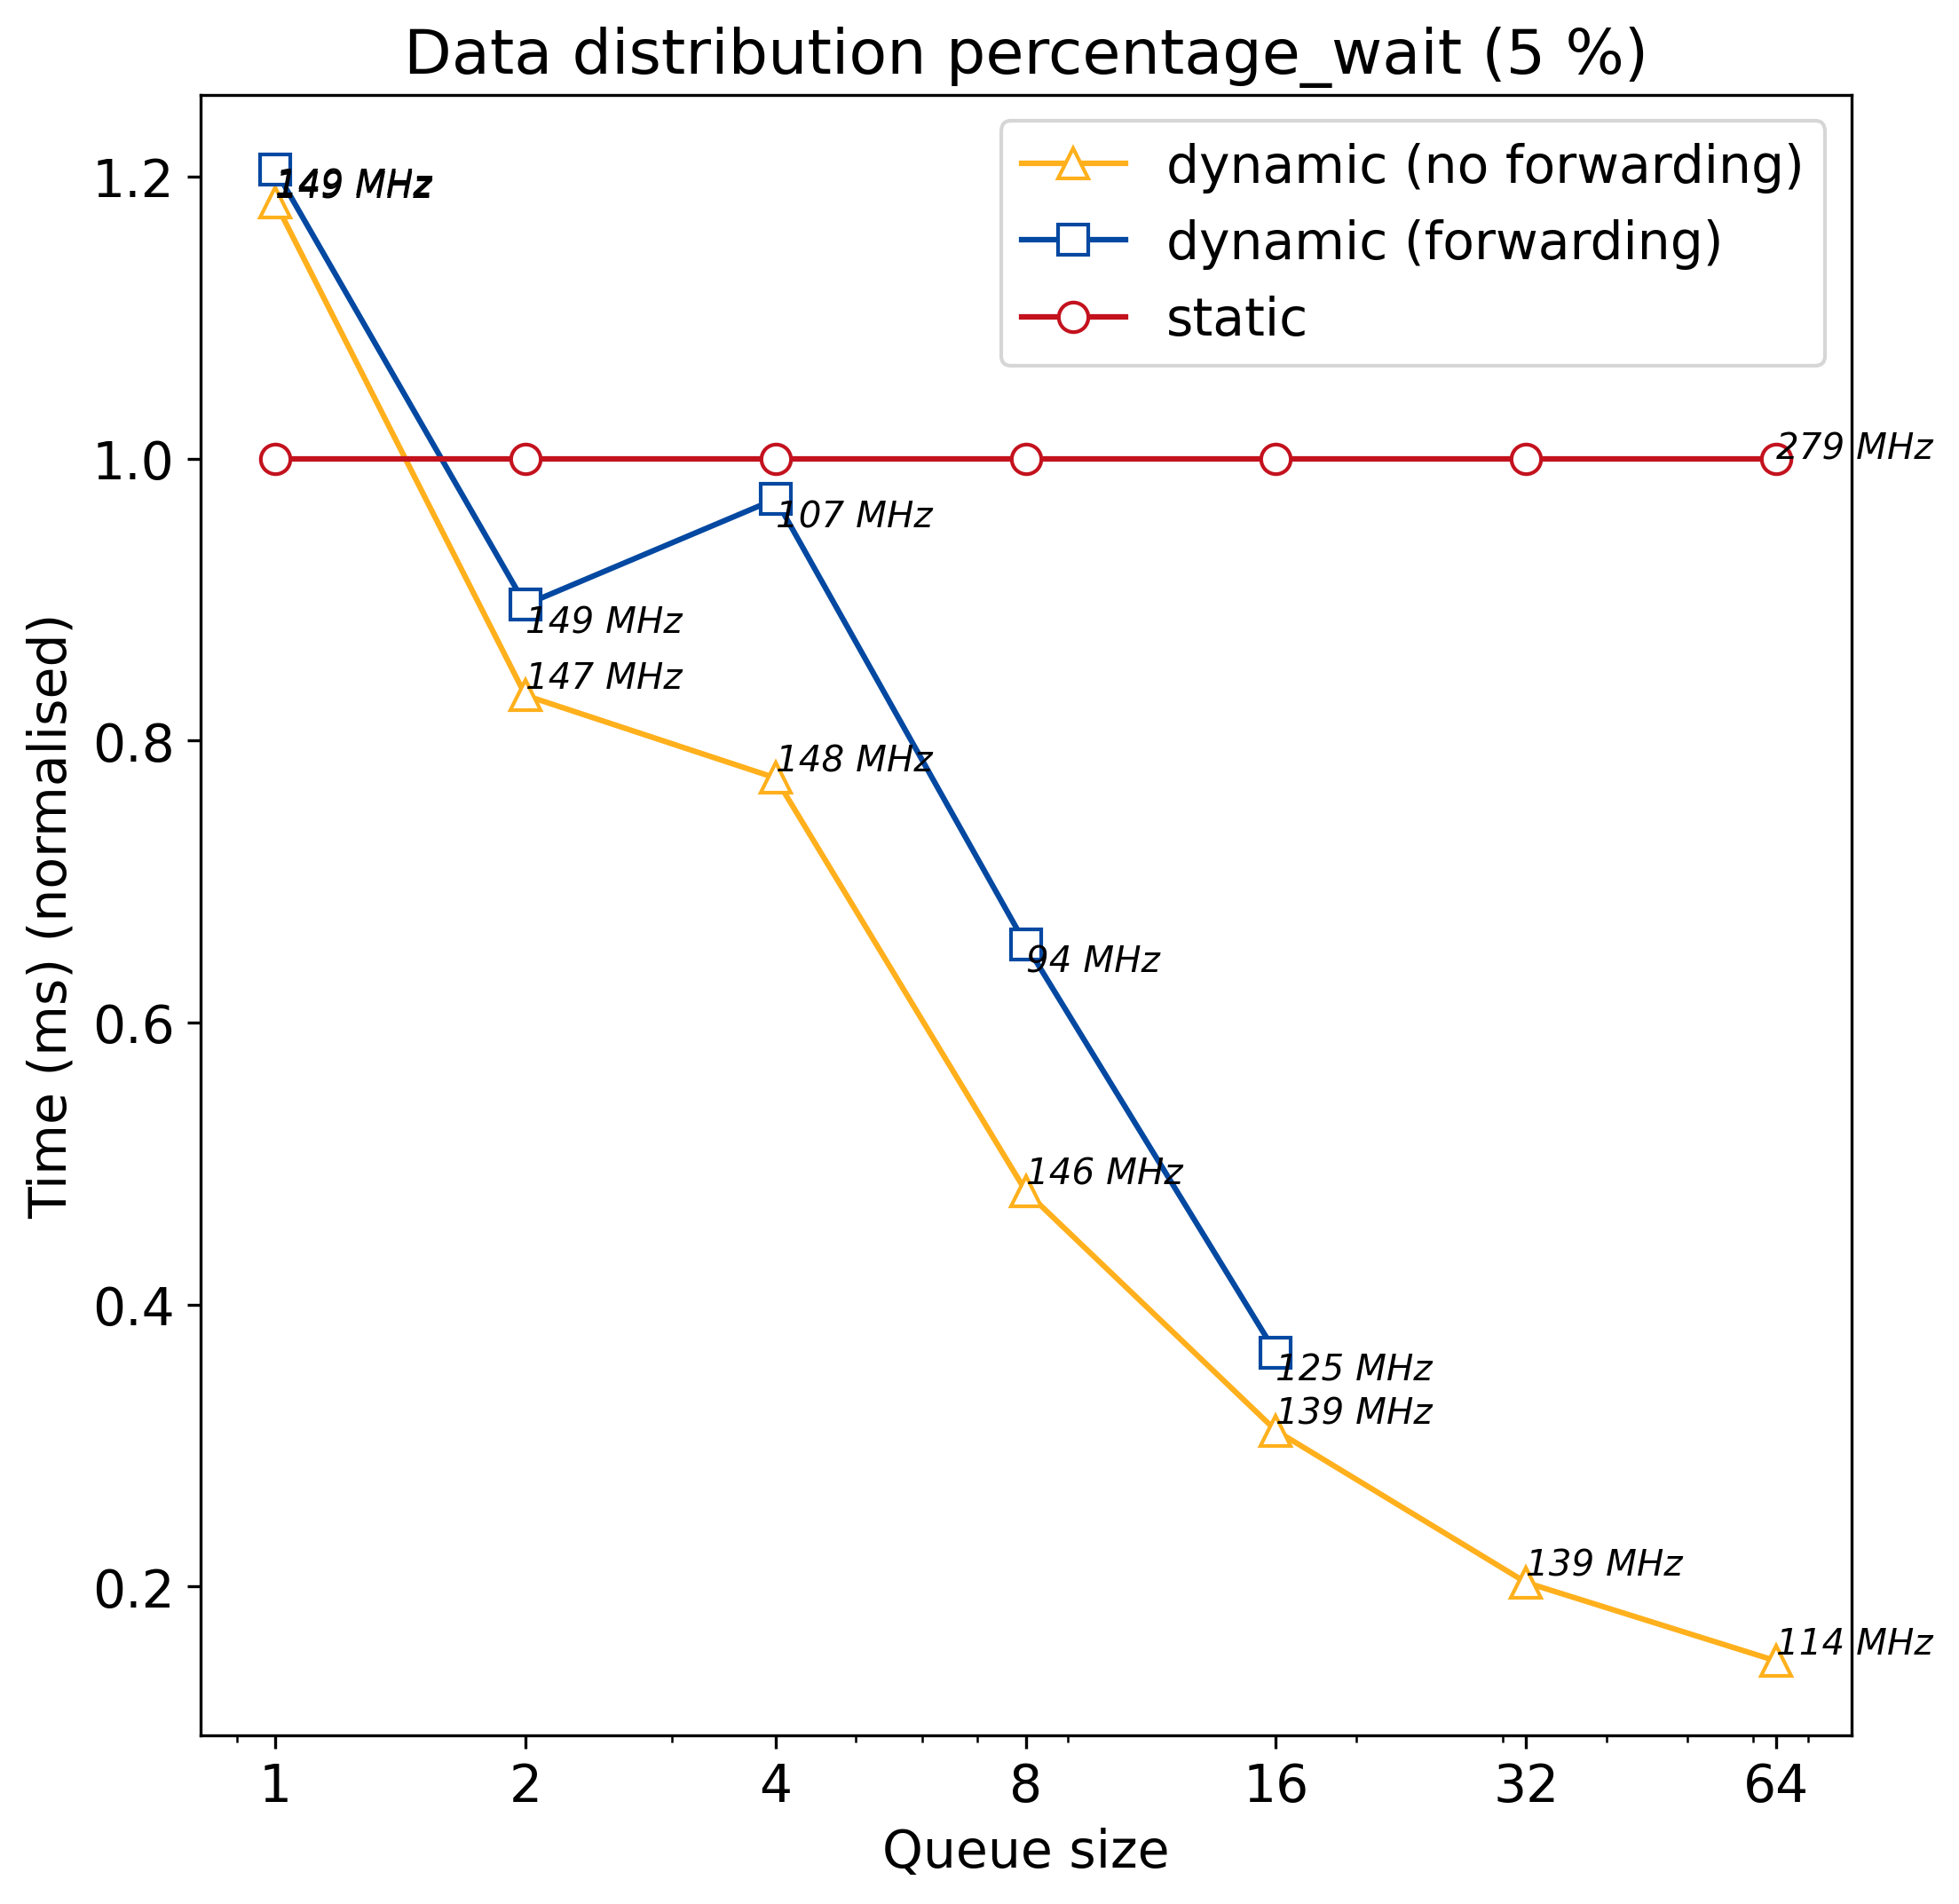 Data distribution percentage_wait (5 %)
dynamic (no forwarding)
dynamic (forwarding)
static
Time (ms) (normalised)
1.2
1.0
0.8
0.6
0.4
0.2
149 MHz
279 MHz
107 MHz
149 MHz
147 MHz
148 MHz
94 MHz
146 MHz
125 MHz
139 MHz
139 MHz
114 MHz
1 2 4 8 16 32 64
Queue size